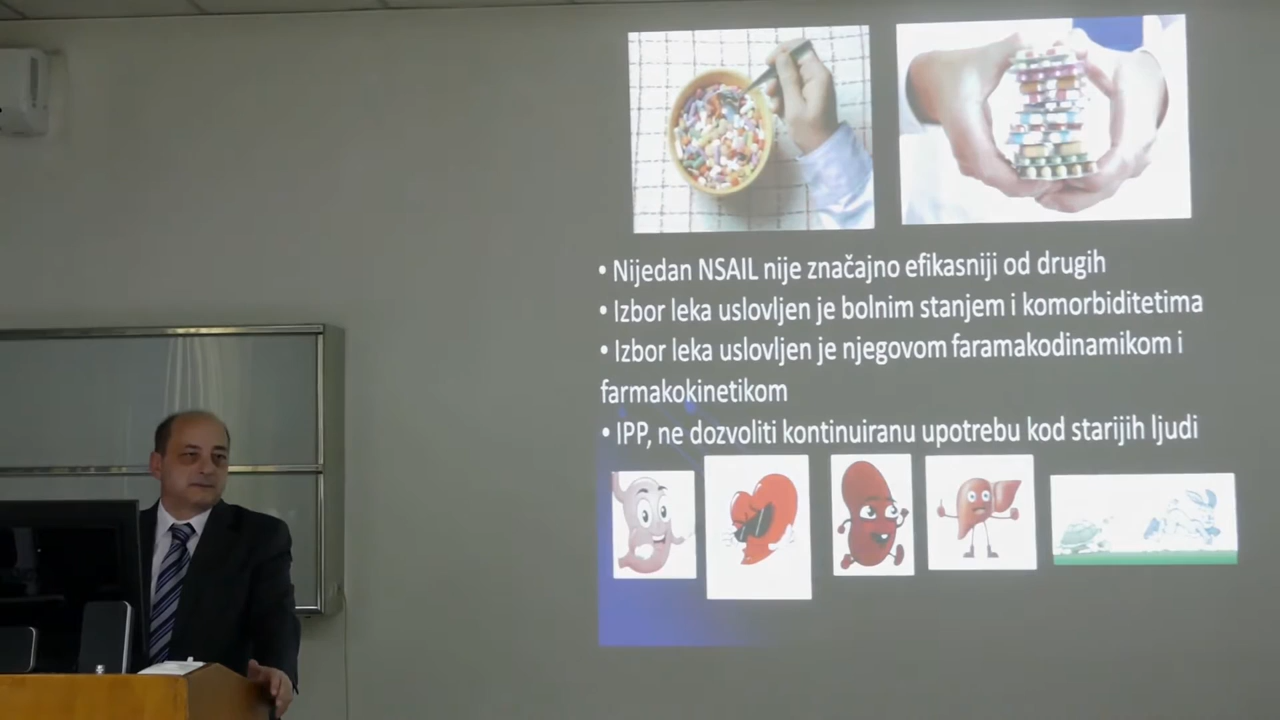 • Nijedan NSAIL nije značajno efikasniji od drugih
• Izbor leka uslovljen je bolnim stanjem i komorbiditetima
• Izbor leka uslovljen je njegovom faramakodinamikom i
farmakokinetikom
• IPP, ne dozvoliti kontinuiranu upotrebu kod starijih ljudi